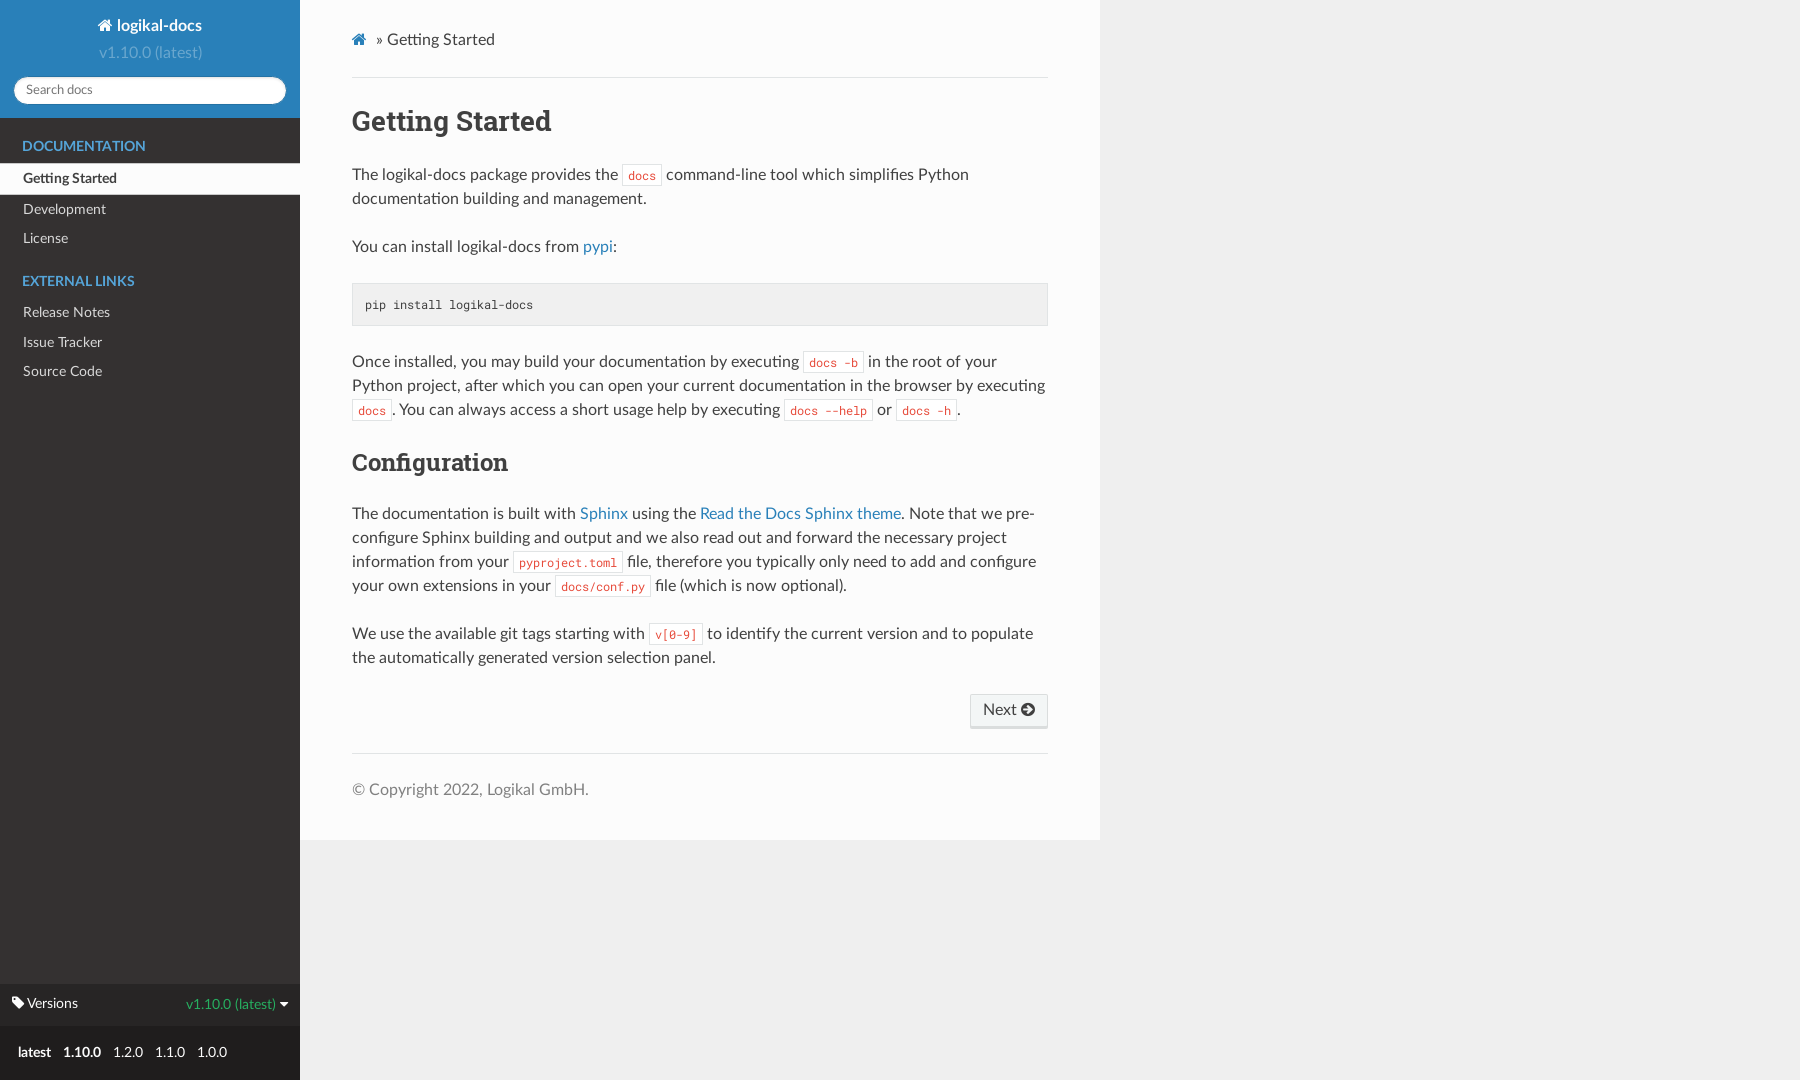 logikal-docs
v1.10.0 (latest)
Search docs
DOCUMENTATION
Getting Started
Development
License
EXTERNAL LINKS
Release Notes
Issue Tracker
Source Code
Versions
v1.10.0 (latest)
latest 1.10.0 1.2.0 1.1.0 1.0.0
» Getting Started
Getting Started
The logikal-docs package provides the docs command-line tool which simplifies Python
documentation building and management.
You can install logikal-docs from pypi:
pip install logikal-docs
Once installed, you may build your documentation by executing docs -b in the root of your
Python project, after which you can open your current documentation in the browser by executing
docs. You can always access a short usage help by executing docs --help or docs -h.
Configuration
The documentation is built with Sphinx using the Read the Docs Sphinx theme. Note that we pre-
configure Sphinx building and output and we also read out and forward the necessary project
information from your pyproject.toml file, therefore you typically only need to add and configure
your own extensions in your docs/conf.py file (which is now optional).
We use the available git tags starting with v[0-9] to identify the current version and to populate
the automatically generated version selection panel.
Next
© Copyright 2022, Logikal GmbH.